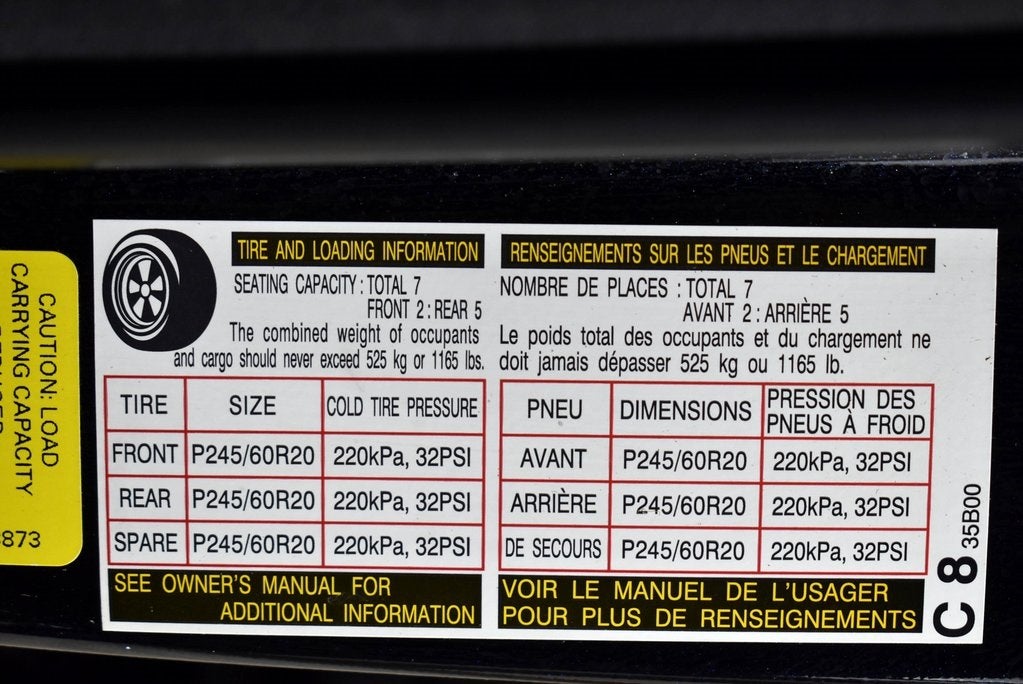 CAUTION: LOAD
CARRYING CAPACITY
873
TIRE AND LOADING INFORMATION
SEATING CAPACITY : TOTAL 7
FRONT 2 : REAR 5
The combined weight of occupants
and cargo should never exceed 525 kg or 1165 lbs.
TIRE SIZE COLD TIRE PRESSURE
FRONT P245/60R20 220kPa, 32PSI
REAR P245/60R20 220kPa, 32PSI
SPARE P245/60R20 220kPa, 32PSI
SEE OWNER'S MANUAL FOR
ADDITIONAL INFORMATION
RENSEIGNEMENTS SUR LES PNEUS ET LE CHARGEMENT
NOMBRE DE PLACES : TOTAL 7
AVANT 2 : ARRIÈRE 5
Le poids total des occupants et du chargement ne
doit jamais dépasser 525 kg ou 1165 lb.
PNEU DIMENSIONS PRESSION DES
PNEUS À FROID
AVANT P245/60R20 220kPa, 32PSI
ARRIÈRE P245/60R20 220kPa, 32PSI
DE SECOURS P245/60R20 220kPa, 32PSI
VOIR LE MANUEL DE L'USAGER
POUR PLUS DE RENSEIGNEMENTS
C 8 35B00